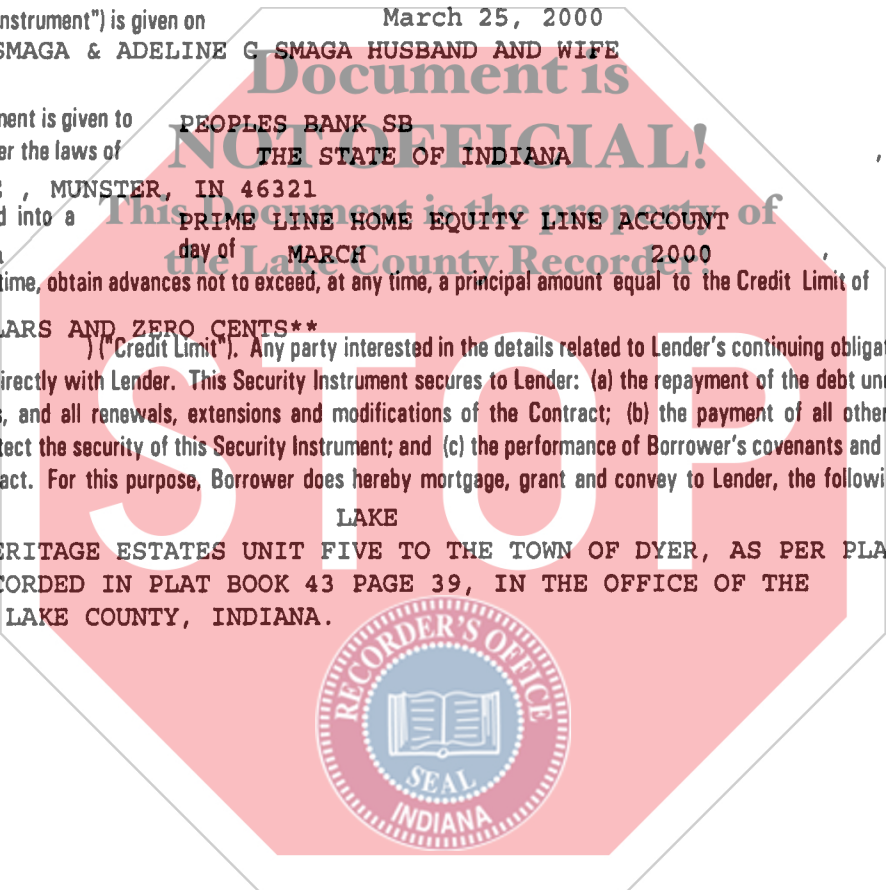 nstrument") is given on March 25, 2000
SMAGA & ADELINE G SMAGA HUSBAND AND WIFE
Document is
nent is given to PEOPLES BANK SB
er the laws of THE STATE OF INDIANA ,
NOT OFFICIAL!
, MUNSTER, IN 46321
d into a PRIME LINE HOME EQUITY LINE ACCOUNT
This Document is the property of
day of MARCH 2000 ,
the Lake County Recorder!
time, obtain advances not to exceed, at any time, a principal amount equal to the Credit Limit of
LARS AND ZERO CENTS**
) ("Credit Limit"). Any party interested in the details related to Lender's continuing obligat
irectly with Lender. This Security Instrument secures to Lender: (a) the repayment of the debt un
s, and all renewals, extensions and modifications of the Contract; (b) the payment of all other
tect the security of this Security Instrument; and (c) the performance of Borrower's covenants and
act. For this purpose, Borrower does hereby mortgage, grant and convey to Lender, the followi
STOP
LAKE
ERITAGE ESTATES UNIT FIVE TO THE TOWN OF DYER, AS PER PLA
CORDED IN PLAT BOOK 43 PAGE 39, IN THE OFFICE OF THE
LAKE COUNTY, INDIANA.
RECORDER'S OFFICE
SEAL
INDIANA